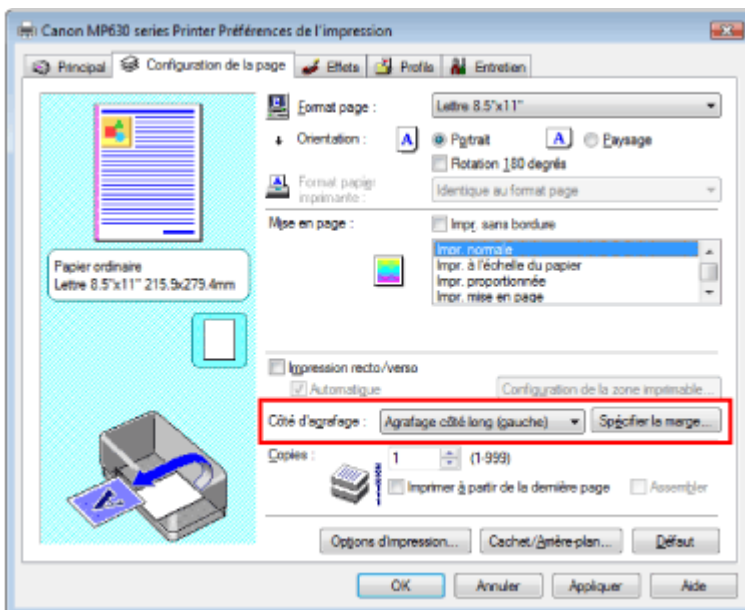 Canon MP630 series Printer Préférences de l'impression
Principal Configuration de la page Effets Profils Entretien
Format page : Lettre 8.5"x11"
Orientation : A Portrait A Paysage
Rotation 180 degrés
Format papier imprimante : Identique au format page
Mise en page : Impr. sans bordure
Impr. normale
Impr. à l'échelle du papier
Impr. proportionnée
Impr. mise en page
Papier ordinaire
Lettre 8.5"x11" 215.9x279.4mm
Impression recto/verso
Automatique Configuration de la zone imprimable...
Côté d'agrafage : Agrafage côté long (gauche) Spécifier la marge...
Copies : 1 (1-999)
Imprimer à partir de la dernière page Assembler
Options d'impression... Cachet/Arrière-plan... Défaut
OK Annuler Appliquer Aide